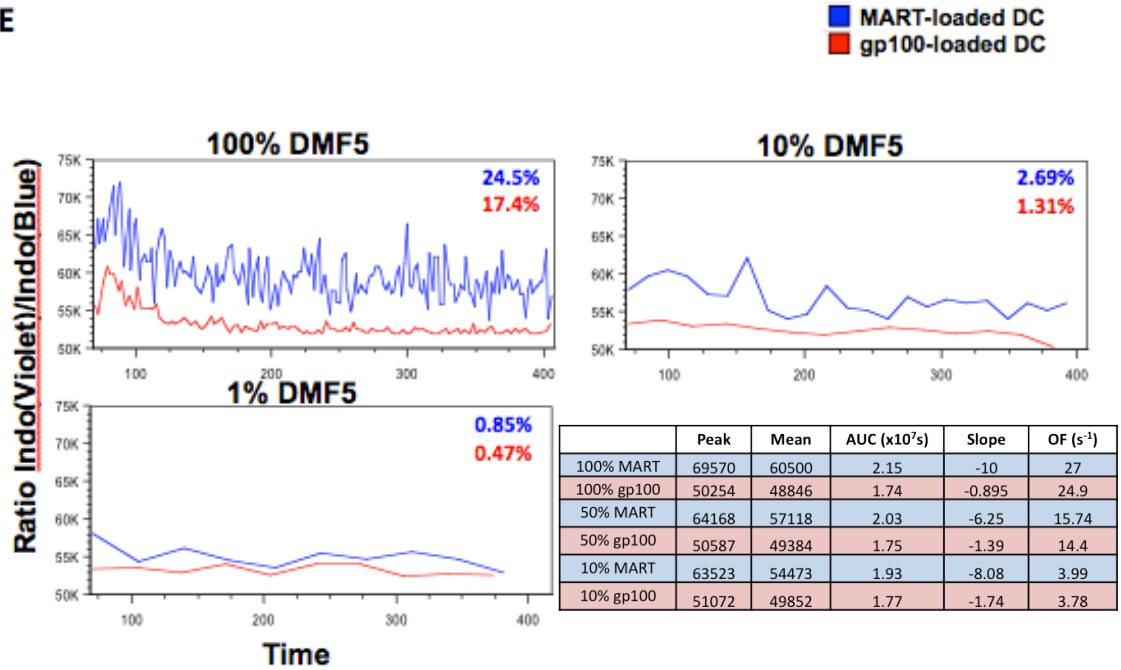 E
MART-loaded DC
gp100-loaded DC
Ratio Indo(Violet)/Indo(Blue)
100% DMF5
75K
70K
65K
60K
55K
50K
24.5%
17.4%
100 200 300 400
10% DMF5
75K
70K
65K
60K
55K
50K
2.69%
1.31%
100 200 300 400
1% DMF5
75K
70K
65K
60K
55K
50K
0.85%
0.47%
100 200 300 400
Time
Peak Mean AUC (x10⁷s) Slope OF (s⁻¹)
100% MART 69570 60500 2.15 -10 27
100% gp100 50254 48846 1.74 -0.895 24.9
50% MART 64168 57118 2.03 -6.25 15.74
50% gp100 50587 49384 1.75 -1.39 14.4
10% MART 63523 54473 1.93 -8.08 3.99
10% gp100 51072 49852 1.77 -1.74 3.78